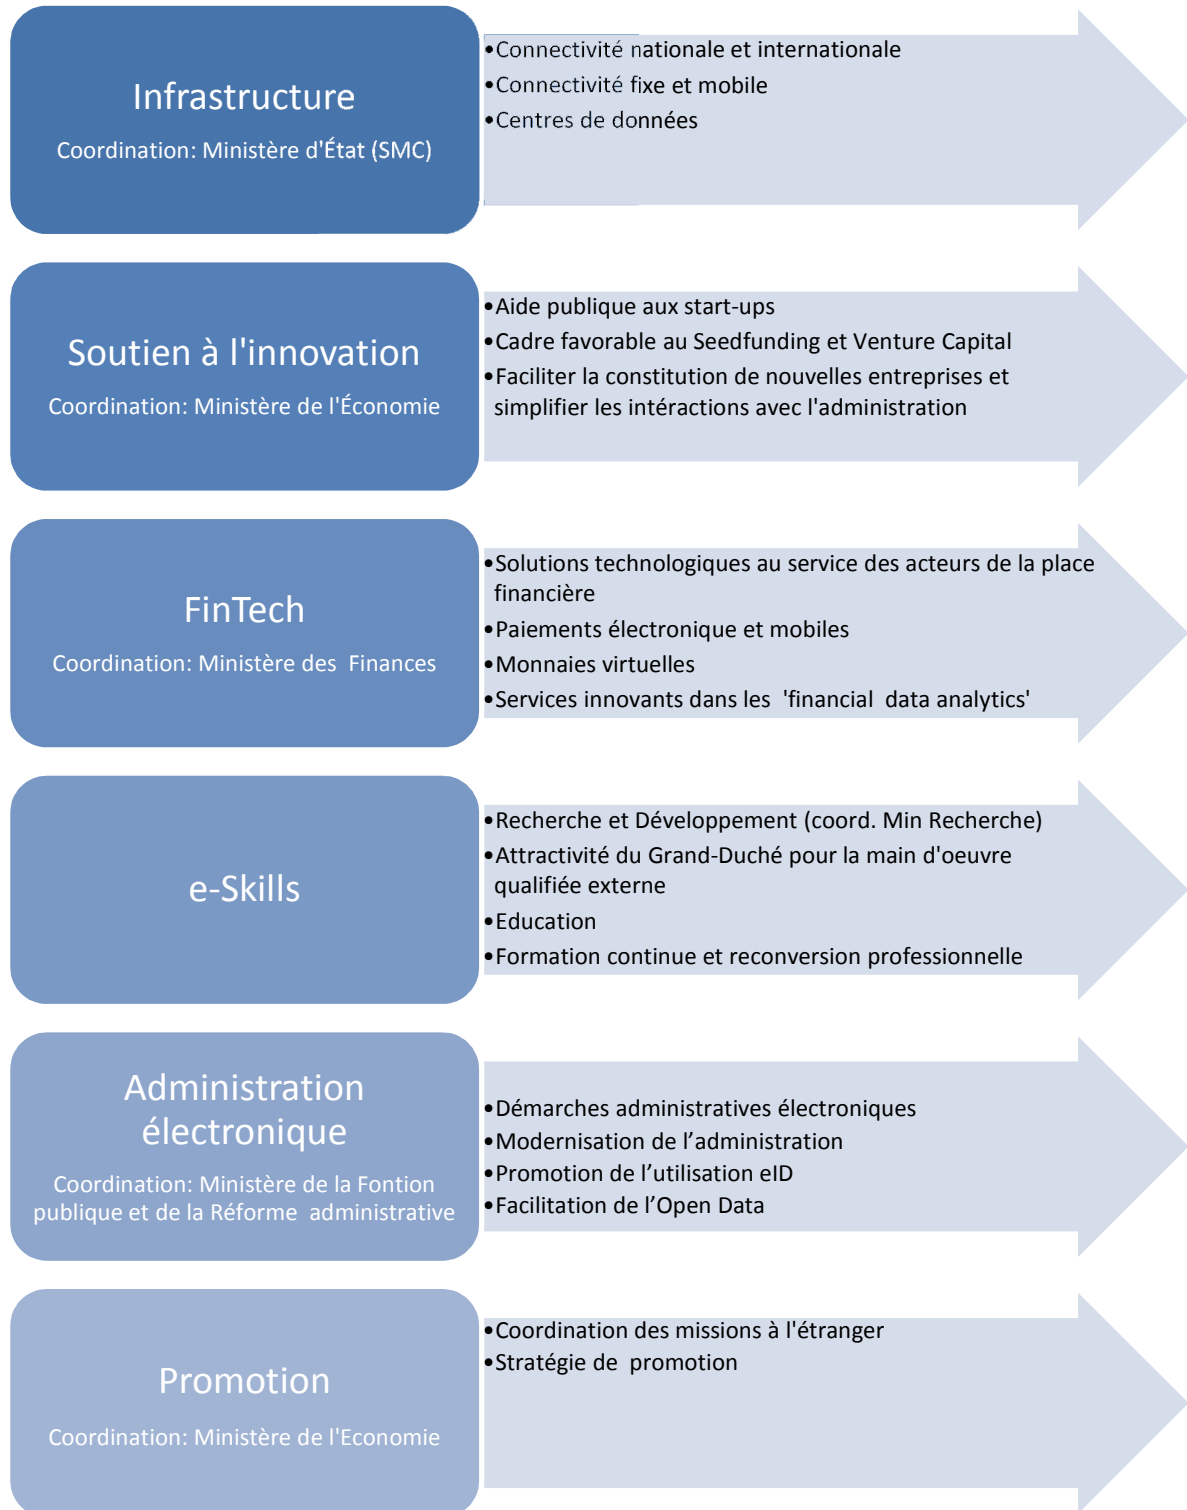 Infrastructure
Coordination: Ministère d'État (SMC)
•Connectivité nationale et internationale
•Connectivité fixe et mobile
•Centres de données
Soutien à l'innovation
Coordination: Ministère de l'Économie
•Aide publique aux start-ups
•Cadre favorable au Seedfunding et Venture Capital
•Faciliter la constitution de nouvelles entreprises et
simplifier les intéractions avec l'administration
FinTech
Coordination: Ministère des Finances
•Solutions technologiques au service des acteurs de la place
financière
•Paiements électronique et mobiles
•Monnaies virtuelles
•Services innovants dans les 'financial data analytics'
e-Skills
•Recherche et Développement (coord. Min Recherche)
•Attractivité du Grand-Duché pour la main d'oeuvre
qualifiée externe
•Education
•Formation continue et reconversion professionnelle
Administration
électronique
Coordination: Ministère de la Fontion
publique et de la Réforme administrative
•Démarches administratives électroniques
•Modernisation de l’administration
•Promotion de l’utilisation eID
•Facilitation de l’Open Data
Promotion
Coordination: Ministère de l'Economie
•Coordination des missions à l'étranger
•Stratégie de promotion